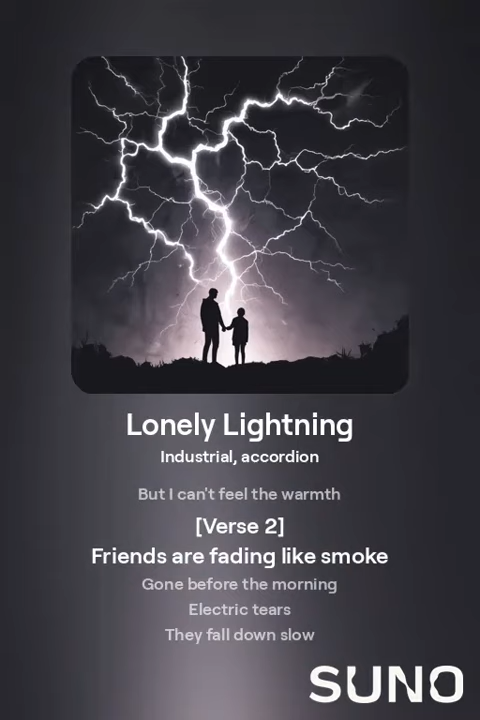 Lonely Lightning
Industrial, accordion
But I can't feel the warmth
[Verse 2]
Friends are fading like smoke
Gone before the morning
Electric tears
They fall down slow
SUNO